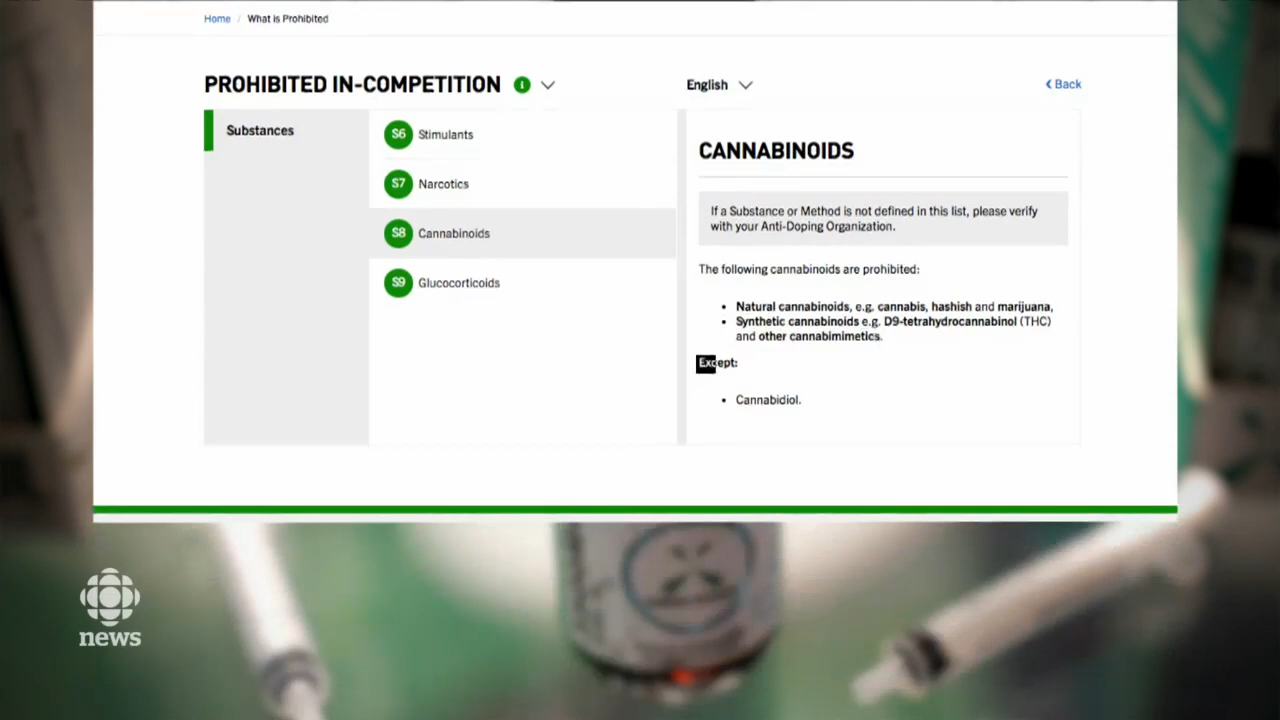 Home / What is Prohibited
PROHIBITED IN-COMPETITION i
English
Back
Substances
S6 Stimulants
S7 Narcotics
S8 Cannabinoids
S9 Glucocorticoids
CANNABINOIDS
If a Substance or Method is not defined in this list, please verify
with your Anti-Doping Organization.
The following cannabinoids are prohibited:
• Natural cannabinoids, e.g. cannabis, hashish and marijuana,
• Synthetic cannabinoids e.g. D9-tetrahydrocannabinol (THC)
and other cannabimimetics.
Except:
• Cannabidiol.
news